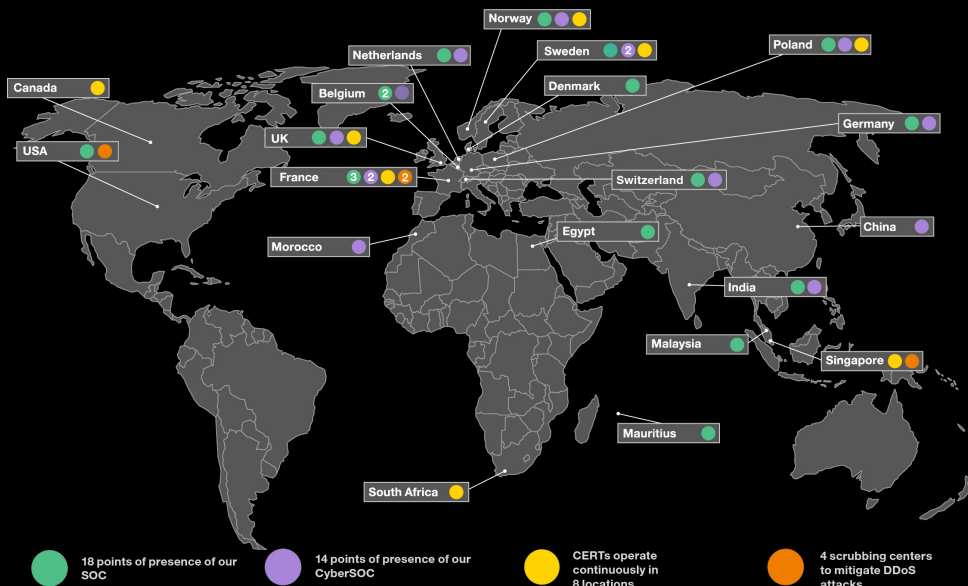 Norway
Sweden 2
Poland
Netherlands
Denmark
Canada
Belgium 2
Germany
UK
USA
France 3 2 2
Switzerland
China
Egypt
Morocco
India
Malaysia
Singapore
Mauritius
South Africa
18 points of presence of our
SOC
14 points of presence of our
CyberSOC
CERTs operate
continuously in
8 locations
4 scrubbing centers
to mitigate DDoS
attacks